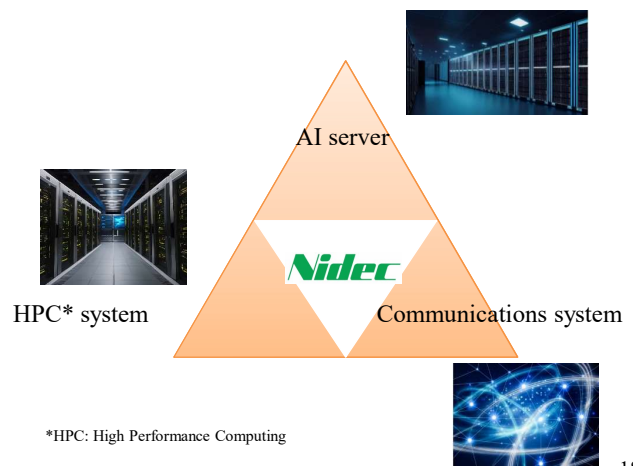 AI server
Nidec
HPC* system
Communications system
*HPC: High Performance Computing